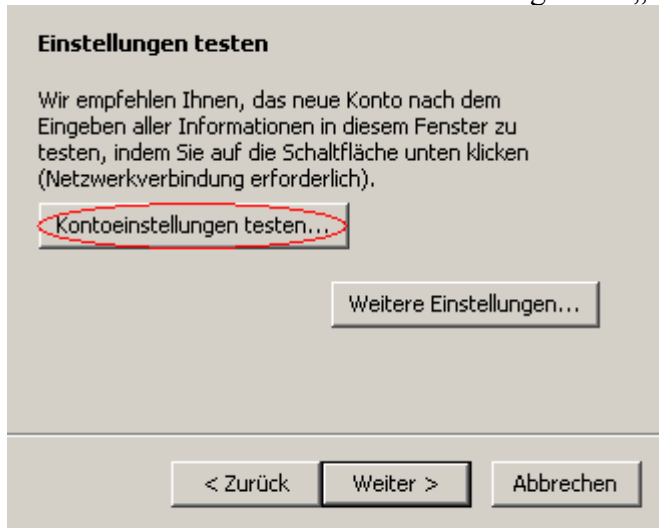 Einstellungen testen
Wir empfehlen Ihnen, das neue Konto nach dem
Eingeben aller Informationen in diesem Fenster zu
testen, indem Sie auf die Schaltfläche unten klicken
(Netzwerkverbindung erforderlich).
Kontoeinstellungen testen...
Weitere Einstellungen...
< Zurück Weiter > Abbrechen